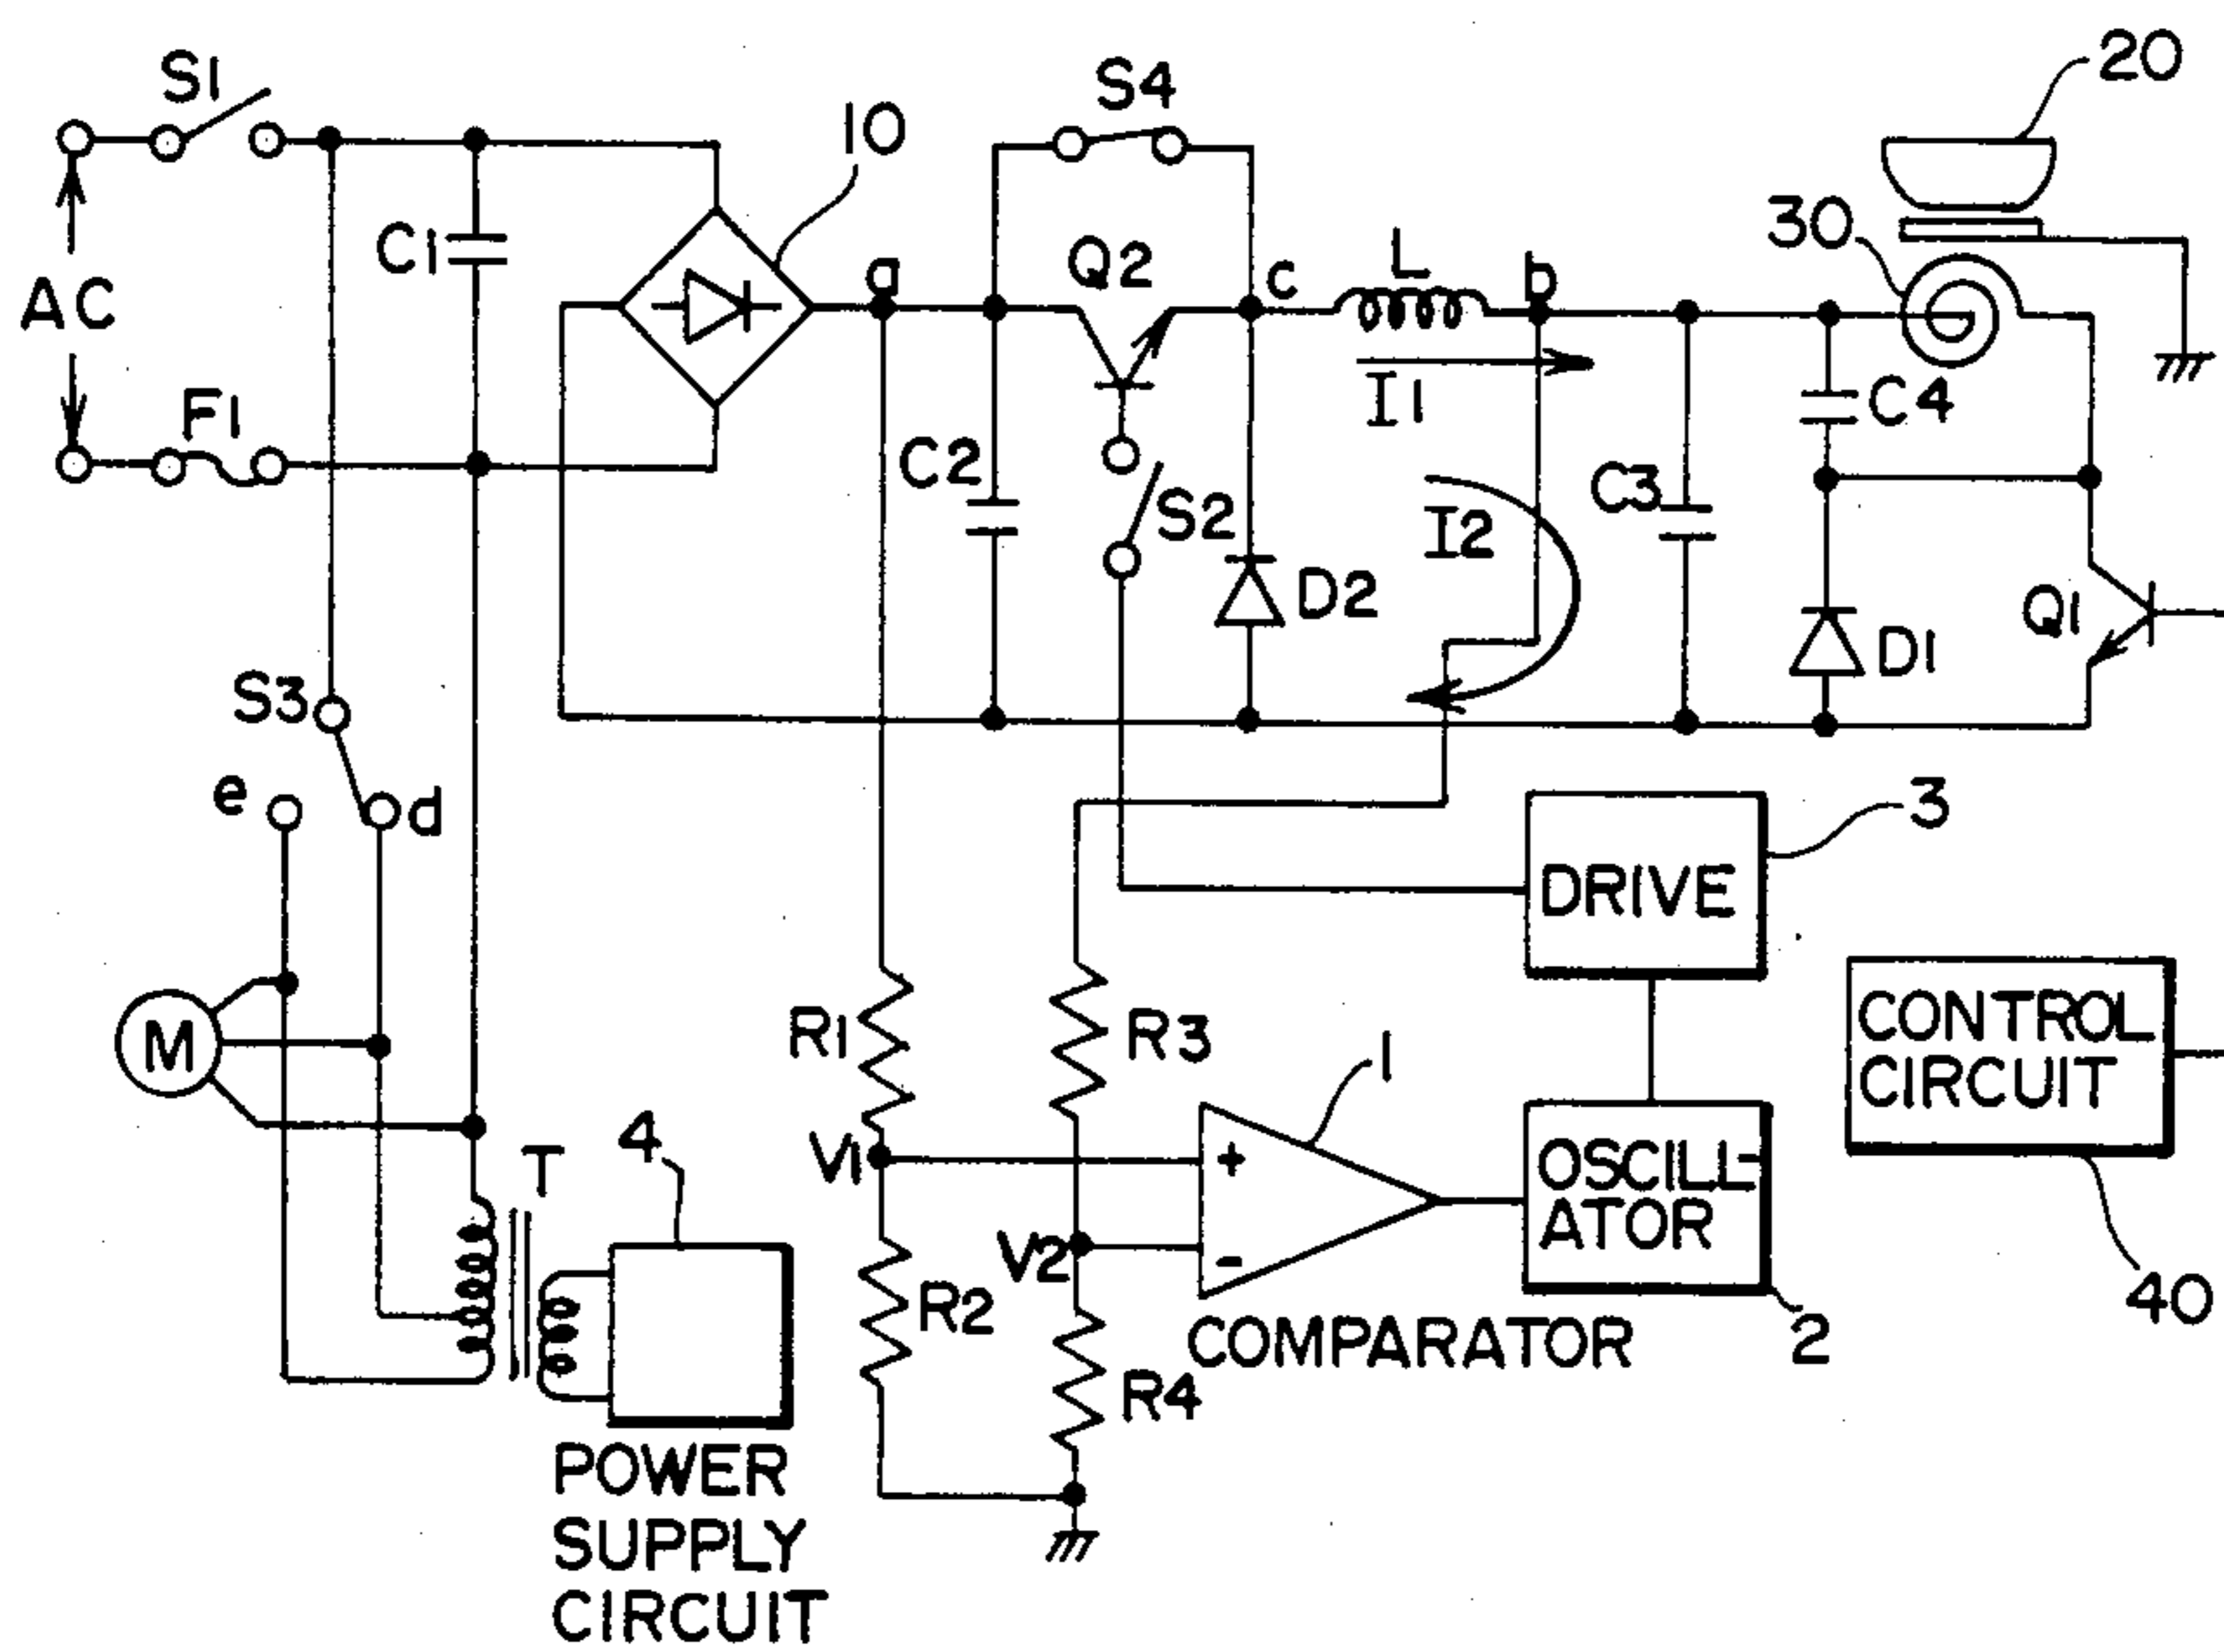 S1
S4
20
10
C1
a
Q2
c
L
b
30
AC
F1
I1
C4
C2
S2
I2
C3
D2
Q1
D1
S3
e
d
3
DRIVE
M
R1
R3
1
CONTROL
CIRCUIT
T
4
V1
+
OSCILL-
ATOR
V2
-
R2
COMPARATOR
2
40
R4
POWER
SUPPLY
CIRCUIT